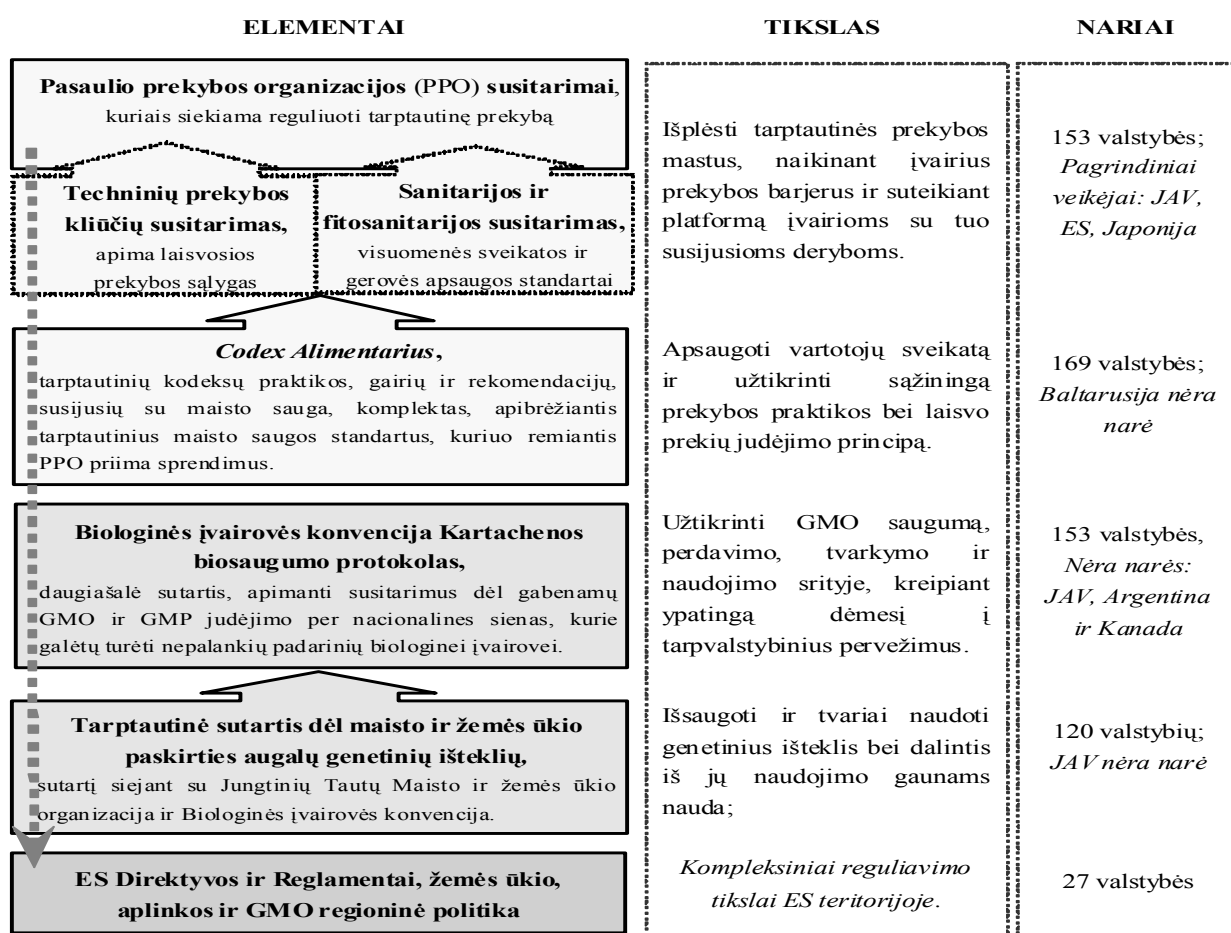 ELEMENTAI
TIKSLAS
NARIAI
Pasaulio prekybos organizacijos (PPO) susitarimai,
kuriais siekiama reguliuoti tarptautinę prekybą
Techninių prekybos
kliūčių susitarimas,
apima laisvosios
prekybos sąlygas
Sanitarijos ir
fitosanitarijos susitarimas,
visuomenės sveikatos ir
gerovės apsaugos standartai
Išplėsti tarptautinės prekybos
mastus, naikinant įvairius
prekybos barjerus ir suteikiant
platformą įvairioms su tuo
susijusioms deryboms.
153 valstybės;
Pagrindiniai
veikėjai: JAV,
ES, Japonija
Codex Alimentarius,
tarptautinių kodeksų praktikos, gairių ir rekomendacijų,
susijusių su maisto sauga, komplektas, apibrėžiantis
tarptautinius maisto saugos standartus, kuriuo remiantis
PPO priima sprendimus.
Apsaugoti vartotojų sveikatą
ir užtikrinti sąžiningą
prekybos praktikos bei laisvo
prekių judėjimo principą.
169 valstybės;
Baltarusija nėra
narė
Biologinės įvairovės konvencija Kartachenos
biosaugumo protokolas,
daugiašalė sutartis, apimanti susitarimus dėl gabenamų
GMO ir GMP judėjimo per nacionalines sienas, kurie
galėtų turėti nepalankių padarinių biologinei įvairovei.
Užtikrinti GMO saugumą,
perdavimo, tvarkymo ir
naudojimo srityje, kreipiant
ypatingą dėmesį į
tarpvalstybinius pervežimus.
153 valstybės,
Nėra narės:
JAV, Argentina
ir Kanada
Tarptautinė sutartis dėl maisto ir žemės ūkio
paskirties augalų genetinių išteklių,
sutartį siejant su Jungtinių Tautų Maisto ir žemės ūkio
organizacija ir Biologinės įvairovės konvencija.
Išsaugoti ir tvariai naudoti
genetinius išteklis bei dalintis
iš jų naudojimo gaunams
nauda;
120 valstybių;
JAV nėra narė
ES Direktyvos ir Reglamentai, žemės ūkio,
aplinkos ir GMO regioninė politika
Kompleksiniai reguliavimo
tikslai ES teritorijoje.
27 valstybės